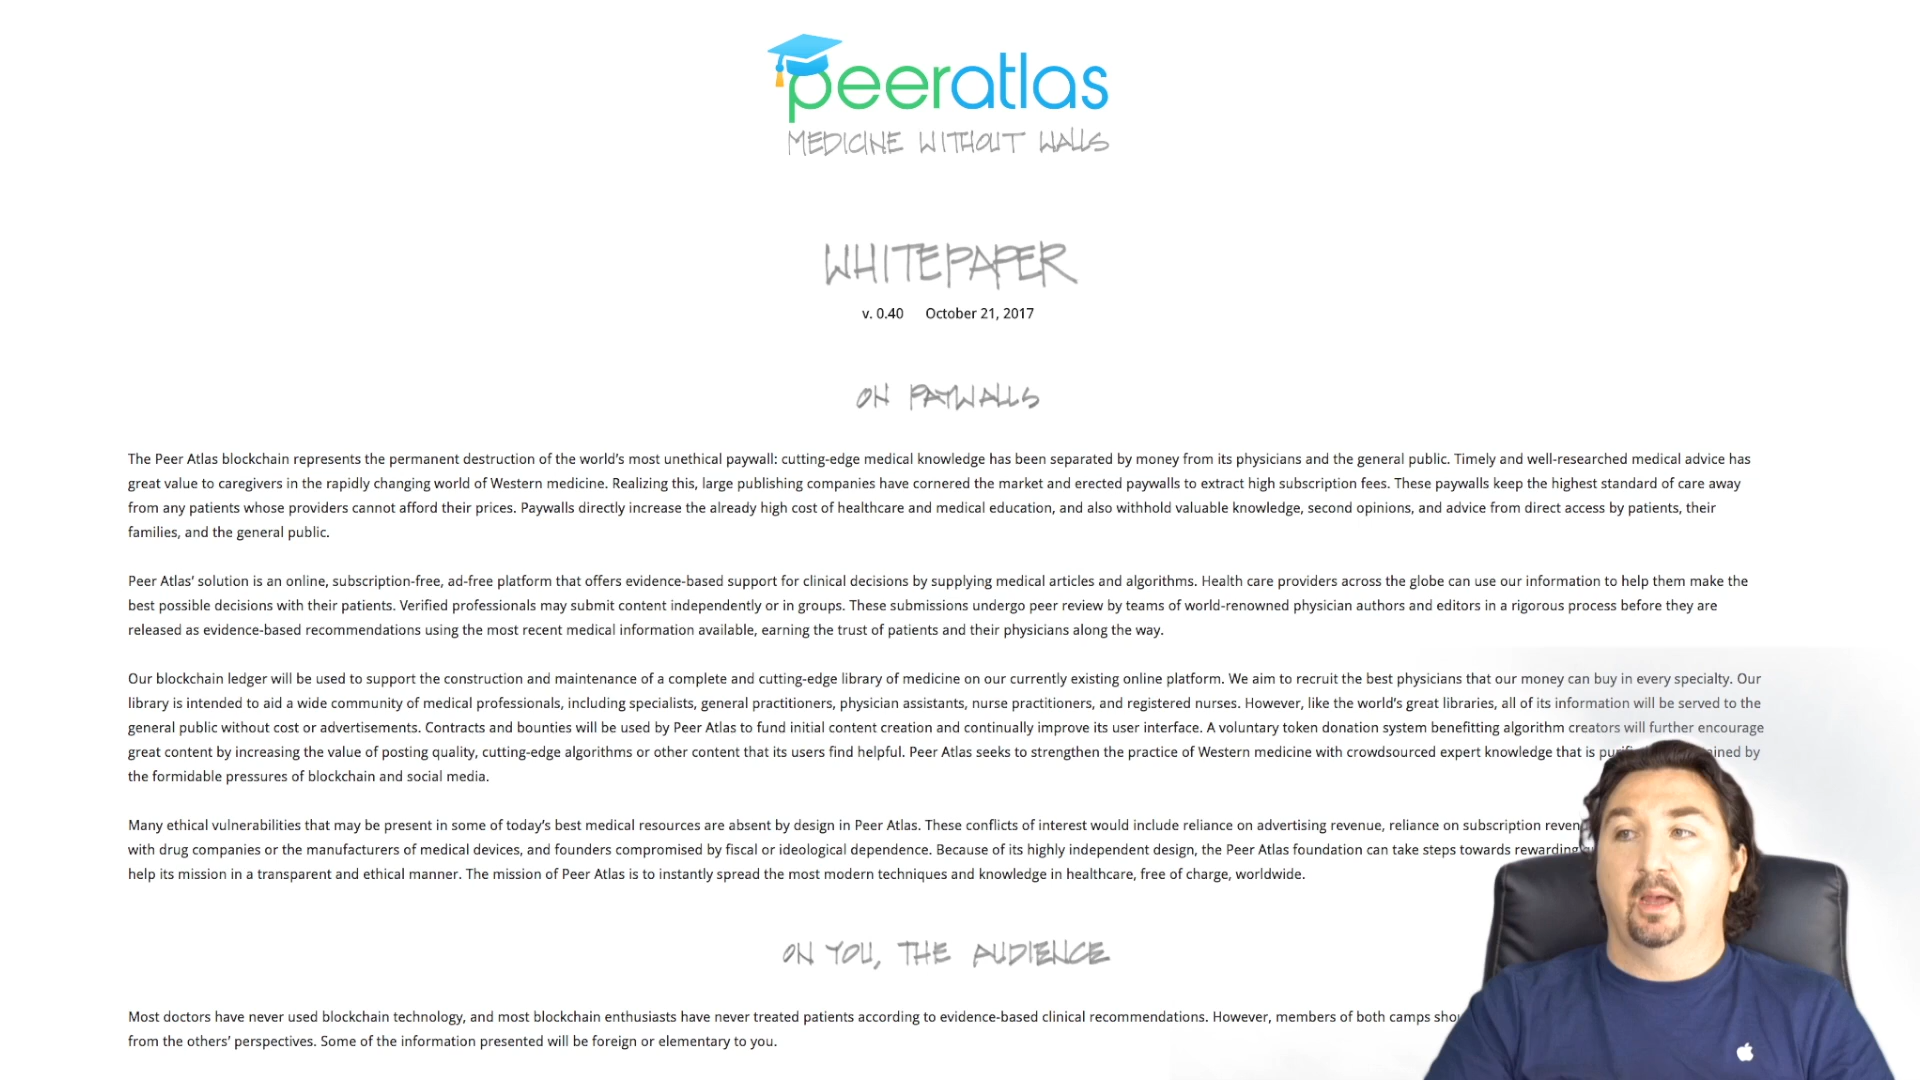 peeratlas
MEDICINE WITHOUT WALLS
WHITEPAPER
v. 0.40 October 21, 2017
ON PAYWALLS
The Peer Atlas blockchain represents the permanent destruction of the world’s most unethical paywall: cutting-edge medical knowledge has been separated by money from its physicians and the general public. Timely and well-researched medical advice has
great value to caregivers in the rapidly changing world of Western medicine. Realizing this, large publishing companies have cornered the market and erected paywalls to extract high subscription fees. These paywalls keep the highest standard of care away
from any patients whose providers cannot afford their prices. Paywalls directly increase the already high cost of healthcare and medical education, and also withhold valuable knowledge, second opinions, and advice from direct access by patients, their
families, and the general public.
Peer Atlas’ solution is an online, subscription-free, ad-free platform that offers evidence-based support for clinical decisions by supplying medical articles and algorithms. Health care providers across the globe can use our information to help them make the
best possible decisions with their patients. Verified professionals may submit content independently or in groups. These submissions undergo peer review by teams of world-renowned physician authors and editors in a rigorous process before they are
released as evidence-based recommendations using the most recent medical information available, earning the trust of patients and their physicians along the way.
Our blockchain ledger will be used to support the construction and maintenance of a complete and cutting-edge library of medicine on our currently existing online platform. We aim to recruit the best physicians that our money can buy in every specialty. Our
library is intended to aid a wide community of medical professionals, including specialists, general practitioners, physician assistants, nurse practitioners, and registered nurses. However, like the world’s great libraries, all of its information will be served to the
general public without cost or advertisements. Contracts and bounties will be used by Peer Atlas to fund initial content creation and continually improve its user interface. A voluntary token donation system benefitting algorithm creators will further encourage
great content by increasing the value of posting quality, cutting-edge algorithms or other content that its users find helpful. Peer Atlas seeks to strengthen the practice of Western medicine with crowdsourced expert knowledge that is by
the formidable pressures of blockchain and social media.
Many ethical vulnerabilities that may be present in some of today’s best medical resources are absent by design in Peer Atlas. These conflicts of interest would include reliance on advertising revenue, reliance on subscription
with drug companies or the manufacturers of medical devices, and founders compromised by fiscal or ideological dependence. Because of its highly independent design, the Peer Atlas foundation can take steps towards rewarding
help its mission in a transparent and ethical manner. The mission of Peer Atlas is to instantly spread the most modern techniques and knowledge in healthcare, free of charge, worldwide.
ON YOU, THE AUDIENCE
Most doctors have never used blockchain technology, and most blockchain enthusiasts have never treated patients according to evidence-based clinical recommendations. However, members of both camps
from the others’ perspectives. Some of the information presented will be foreign or elementary to you.